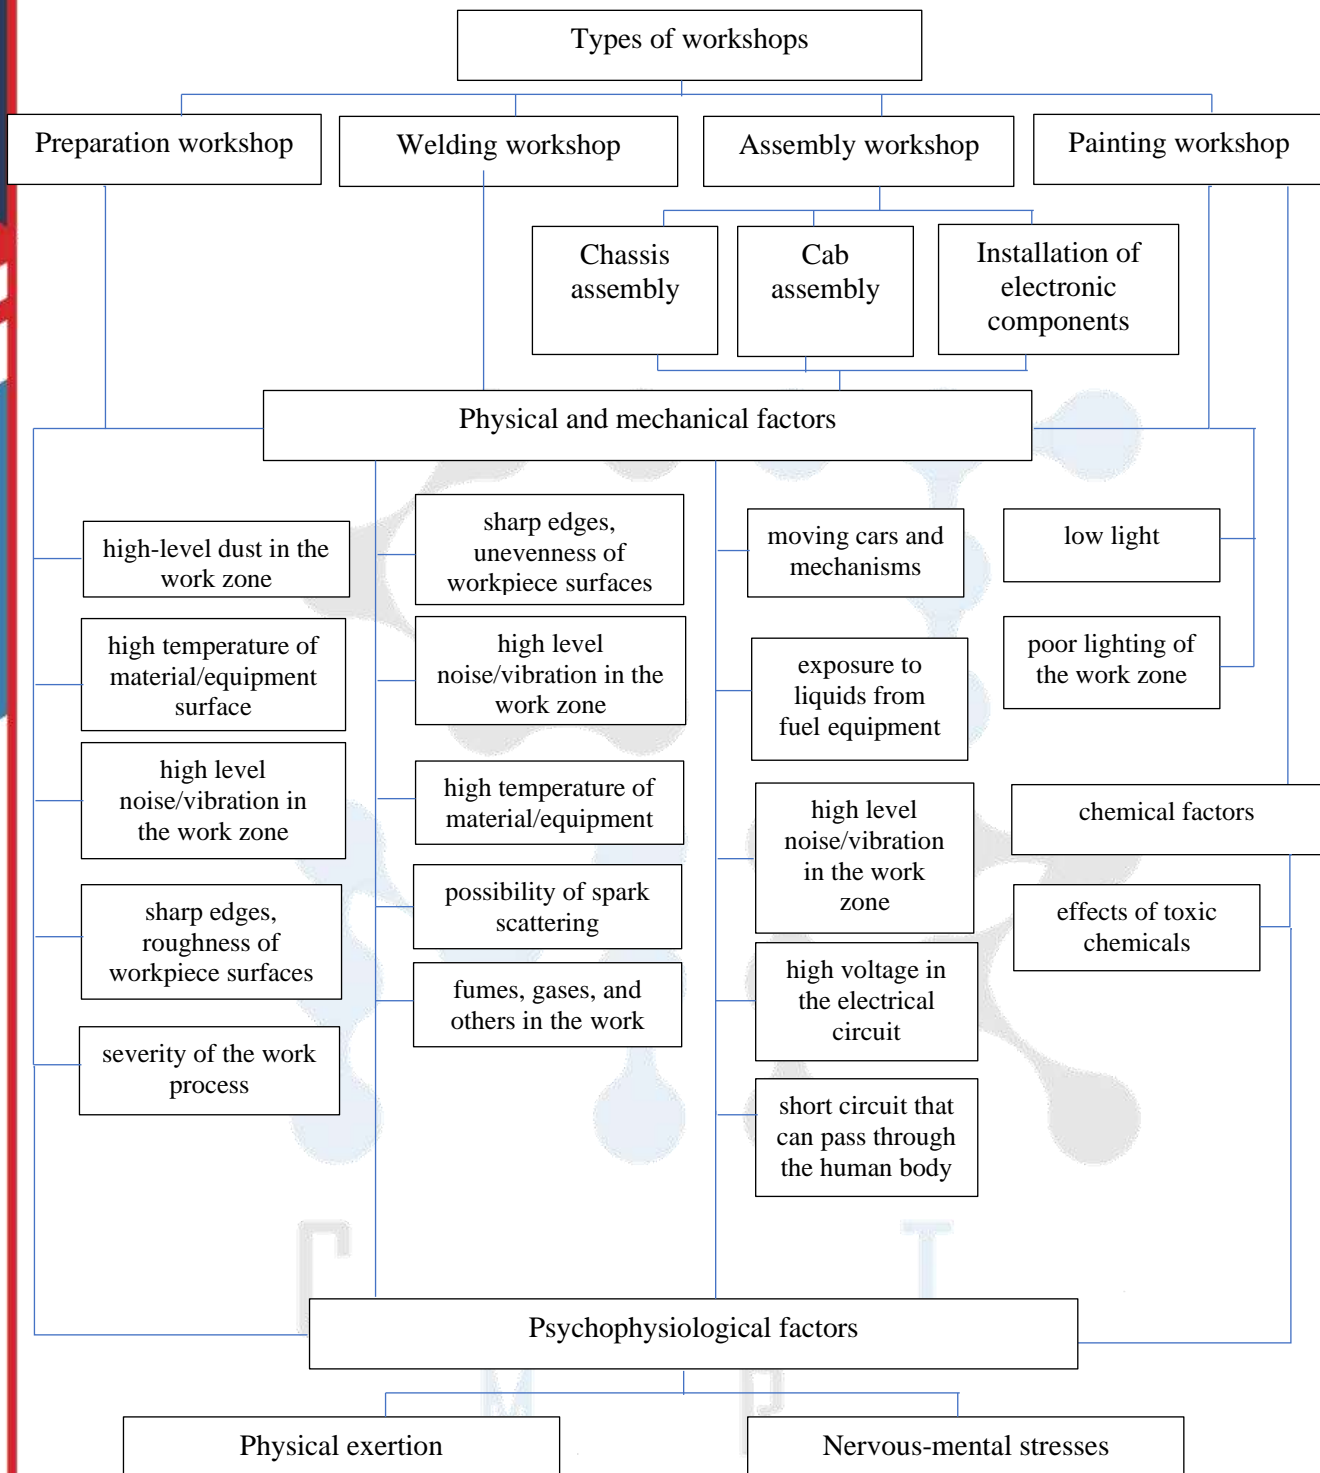 Types of workshops
Preparation workshop
Welding workshop
Assembly workshop
Painting workshop
Chassis
assembly
Cab
assembly
Installation of
electronic
components
Physical and mechanical factors
high-level dust in the
work zone
high temperature of
material/equipment
surface
high level
noise/vibration in
the work zone
sharp edges,
roughness of
workpiece surfaces
severity of the work
process
sharp edges,
unevenness of
workpiece surfaces
high level
noise/vibration in the
work zone
high temperature of
material/equipment
possibility of spark
scattering
fumes, gases, and
others in the work
moving cars and
mechanisms
exposure to
liquids from
fuel equipment
high level
noise/vibration
in the work
zone
high voltage in
the electrical
circuit
short circuit that
can pass through
the human body
low light
poor lighting of
the work zone
chemical factors
effects of toxic
chemicals
Psychophysiological factors
Physical exertion
Nervous-mental stresses